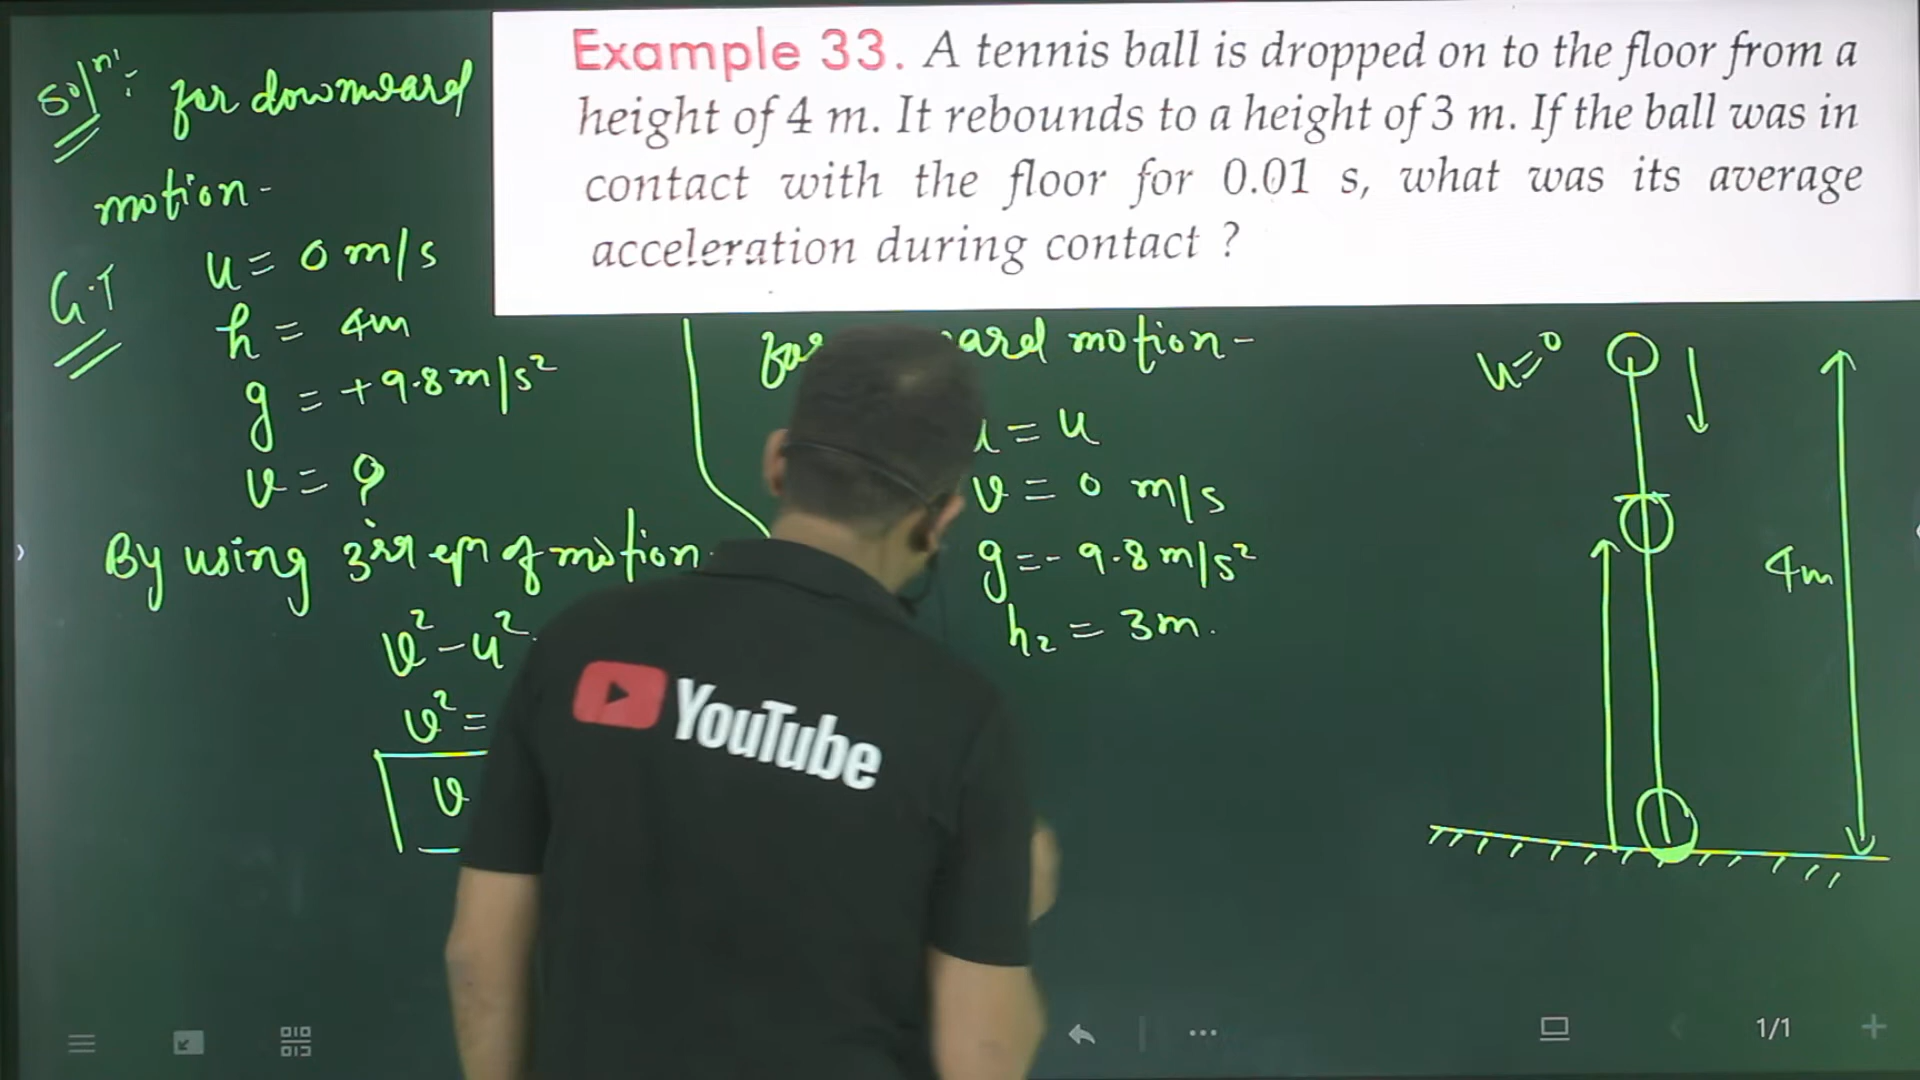 Example 33. A tennis ball is dropped on to the floor from a
height of 4 m. It rebounds to a height of 3 m. If the ball was in
contact with the floor for 0.01 s, what was its average
acceleration during contact ?
Solⁿ:- for downward
motion-
G.T
u = 0 m/s
h = 4m
g = +9.8 m/s²
v = ?
By using 3rr eqn of motion.
v² - u²
v² =
v
motion-
= u
v = 0 m/s
g = - 9.8 m/s²
h₂ = 3m.
u=0
4m
YouTube
1/1